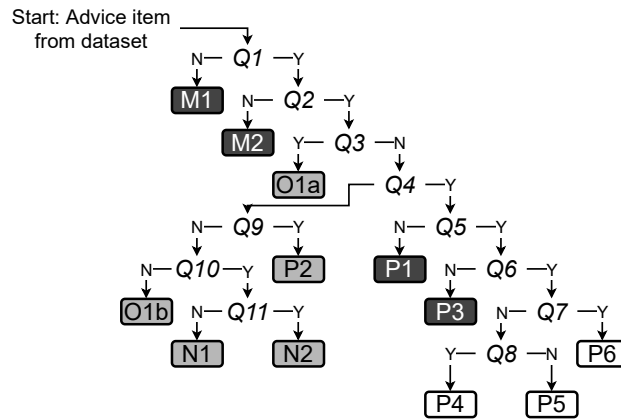 Start: Advice item
from dataset
N Q1 Y
M1 N Q2 Y
M2 Y Q3 N
O1a Q4 Y
N Q9 Y N Q5 Y
N Q10 Y P2 P1 N Q6 Y
O1b N Q11 Y P3 N Q7 Y
N1 N2 Y Q8 N P6
P4 P5